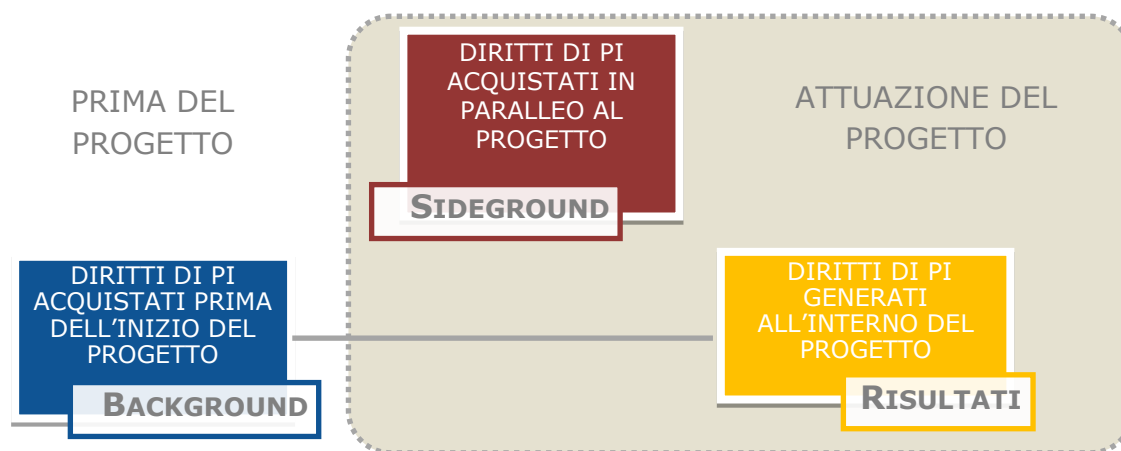 PRIMA DEL
PROGETTO
DIRITTI DI PI
ACQUISTATI IN
PARALLEO AL
PROGETTO
SIDEGROUND
ATTUAZIONE DEL
PROGETTO
DIRITTI DI PI
ACQUISTATI PRIMA
DELL'INIZIO DEL
PROGETTO
BACKGROUND
DIRITTI DI PI
GENERATI
ALL'INTERNO DEL
PROGETTO
RISULTATI